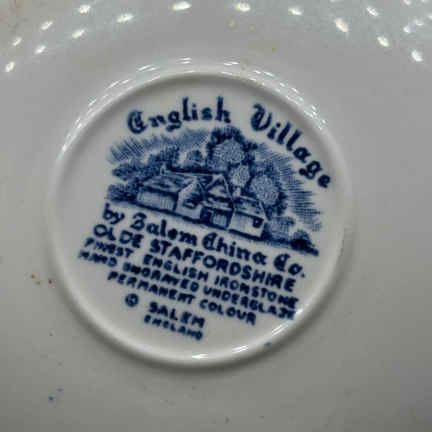 English Village
by Salem China Co.
OLDE STAFFORDSHIRE
FINEST ENGLISH IRONSTONE
HAND ENGRAVED UNDERGLAZE
PERMANENT COLOUR
© SALEM
ENGLAND